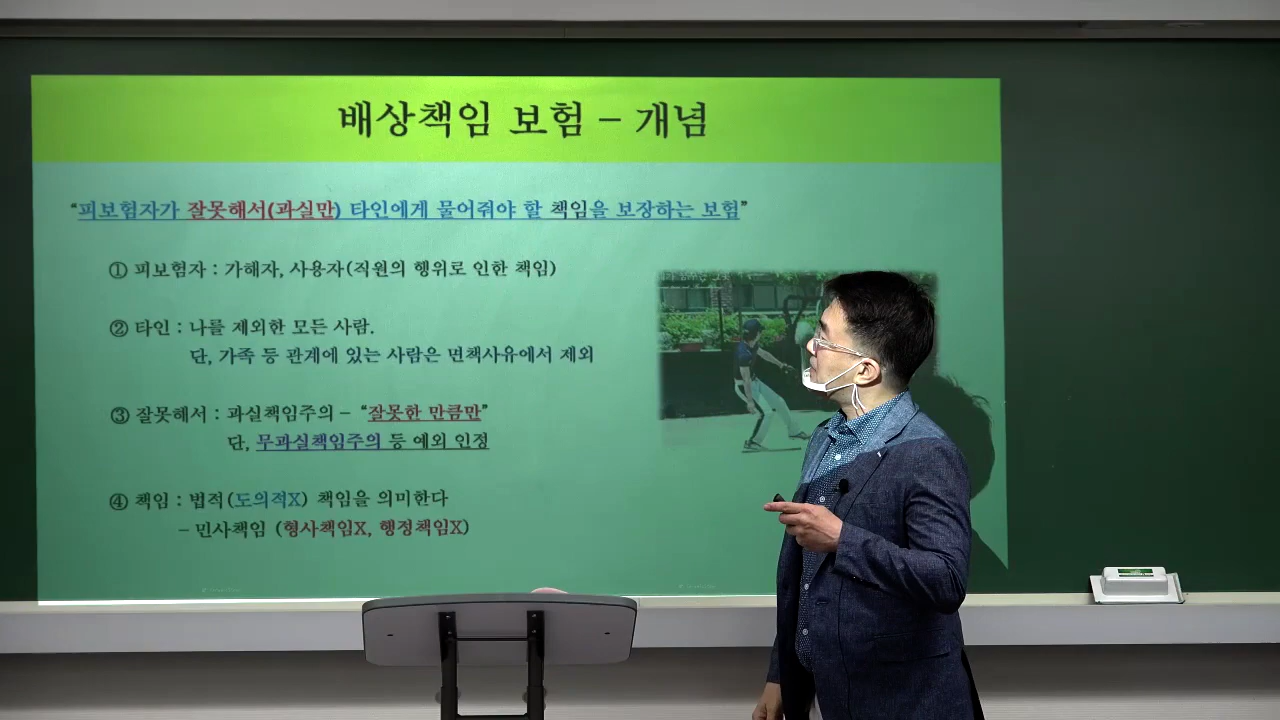 배상책임 보험 – 개념
“피보험자가 잘못해서(과실만) 타인에게 물어줘야 할 책임을 보장하는 보험”
① 피보험자 : 가해자, 사용자(직원의 행위로 인한 책임)
② 타인 : 나를 제외한 모든 사람.
단, 가족 등 관계에 있는 사람은 면책사유에서 제외
③ 잘못해서 : 과실책임주의 – “잘못한 만큼만”
단, 무과실책임주의 등 예외 인정
④ 책임 : 법적(도의적X) 책임을 의미한다
– 민사책임 (형사책임X, 행정책임X)